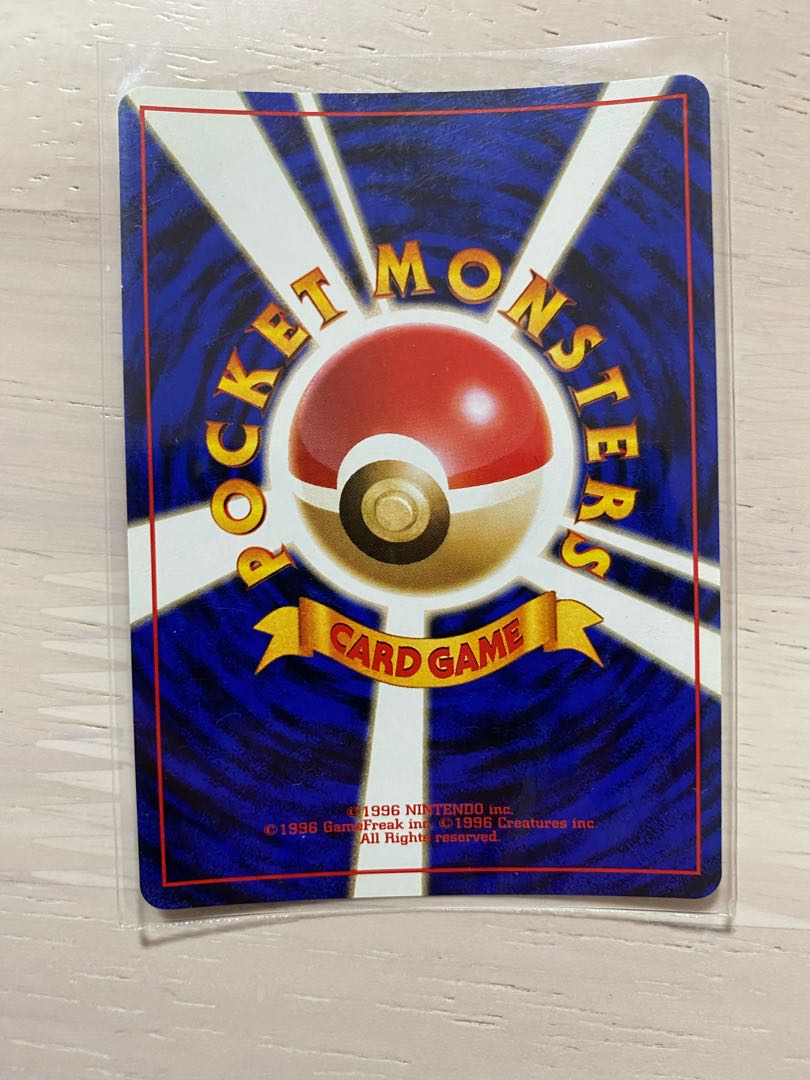 POCKET MONSTERS
CARD GAME
©1996 NINTENDO inc.
©1996 GameFreak inc. ©1996 Creatures inc.
All Rights reserved.